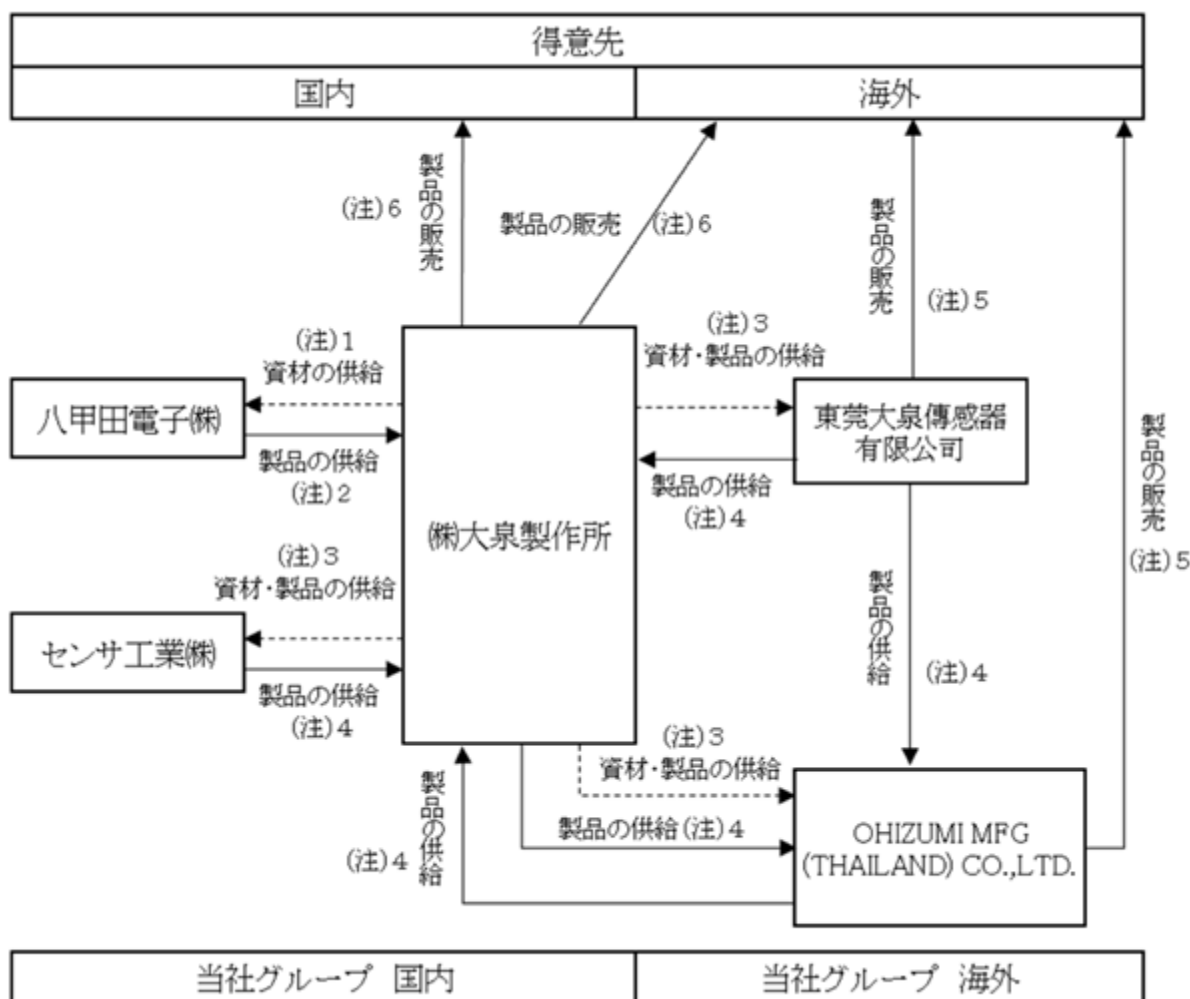 得意先
国内
海外
製品の販売
(注)6
製品の販売
(注)6
製品の販売
(注)5
(注)1
資材の供給
(注)3
資材・製品の供給
八甲田電子㈱
東莞大泉傳感器
有限公司
製品の供給
(注)2
製品の供給
(注)4
製品の販売
(注)5
㈱大泉製作所
(注)3
資材・製品の供給
センサ工業㈱
製品の供給
(注)4
製品の供給
(注)4
(注)3
資材・製品の供給
製品の供給(注)4
製品の供給
(注)4
OHIZUMI MFG
(THAILAND) CO.,LTD.
当社グループ 国内
当社グループ 海外